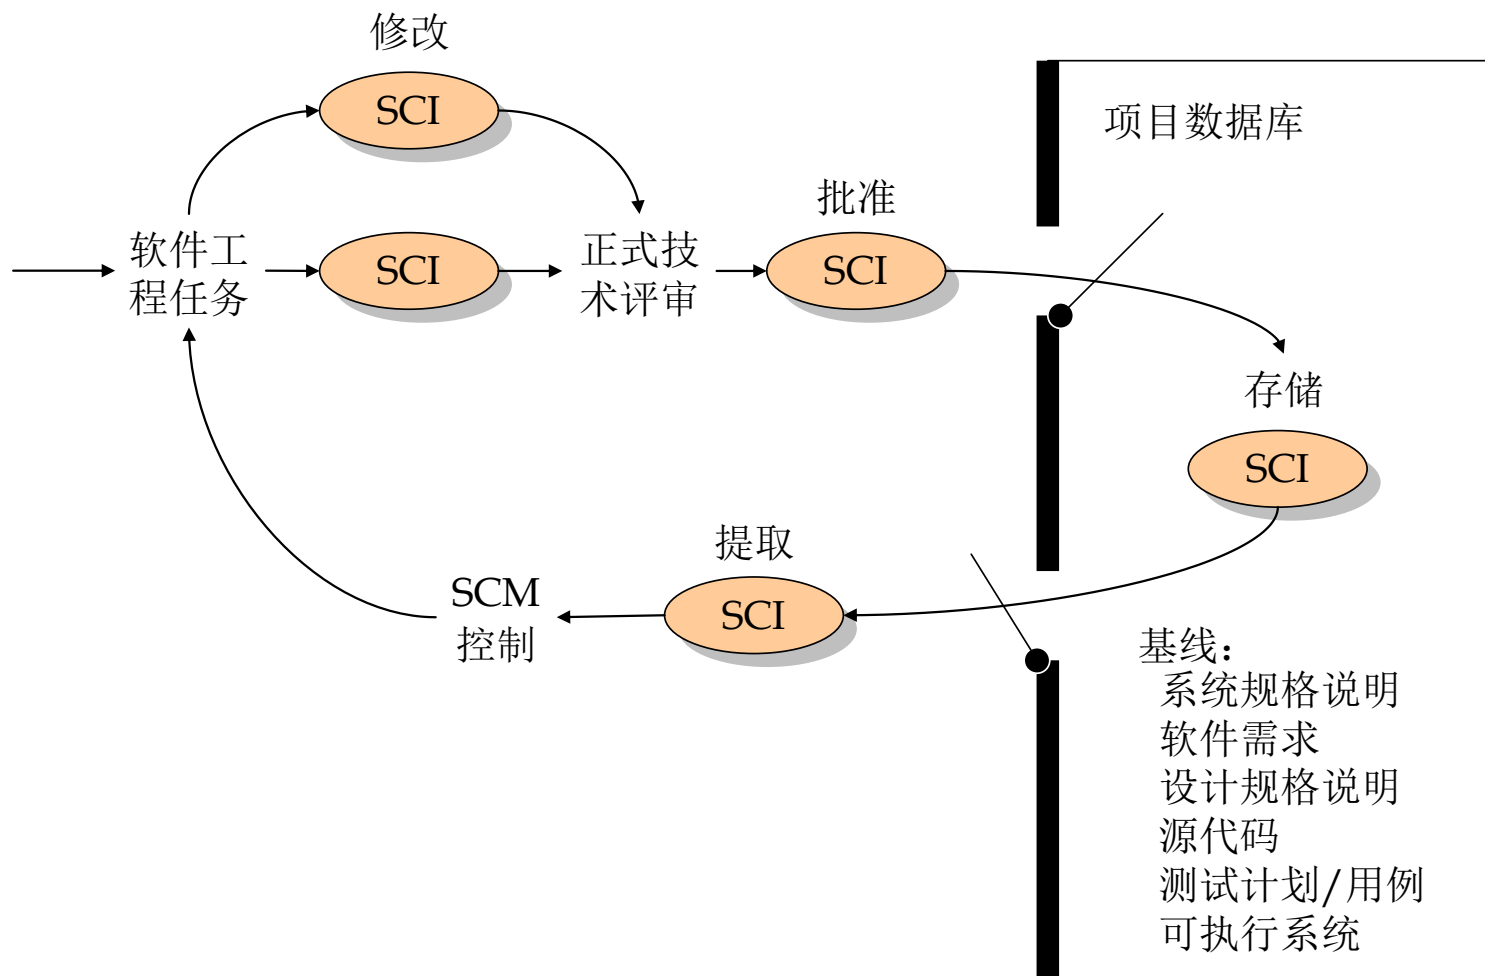 修改
SCI
项目数据库
批准
软件工
程任务
SCI
正式技
术评审
SCI
存储
SCI
提取
SCI
SCM
控制
基线：
系统规格说明
软件需求
设计规格说明
源代码
测试计划/用例
可执行系统